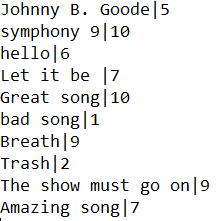 Johnny B. Goode|5
symphony 9|10
hello|6
Let it be |7
Great song|10
bad song|1
Breath|9
Trash|2
The show must go on|9
Amazing song|7